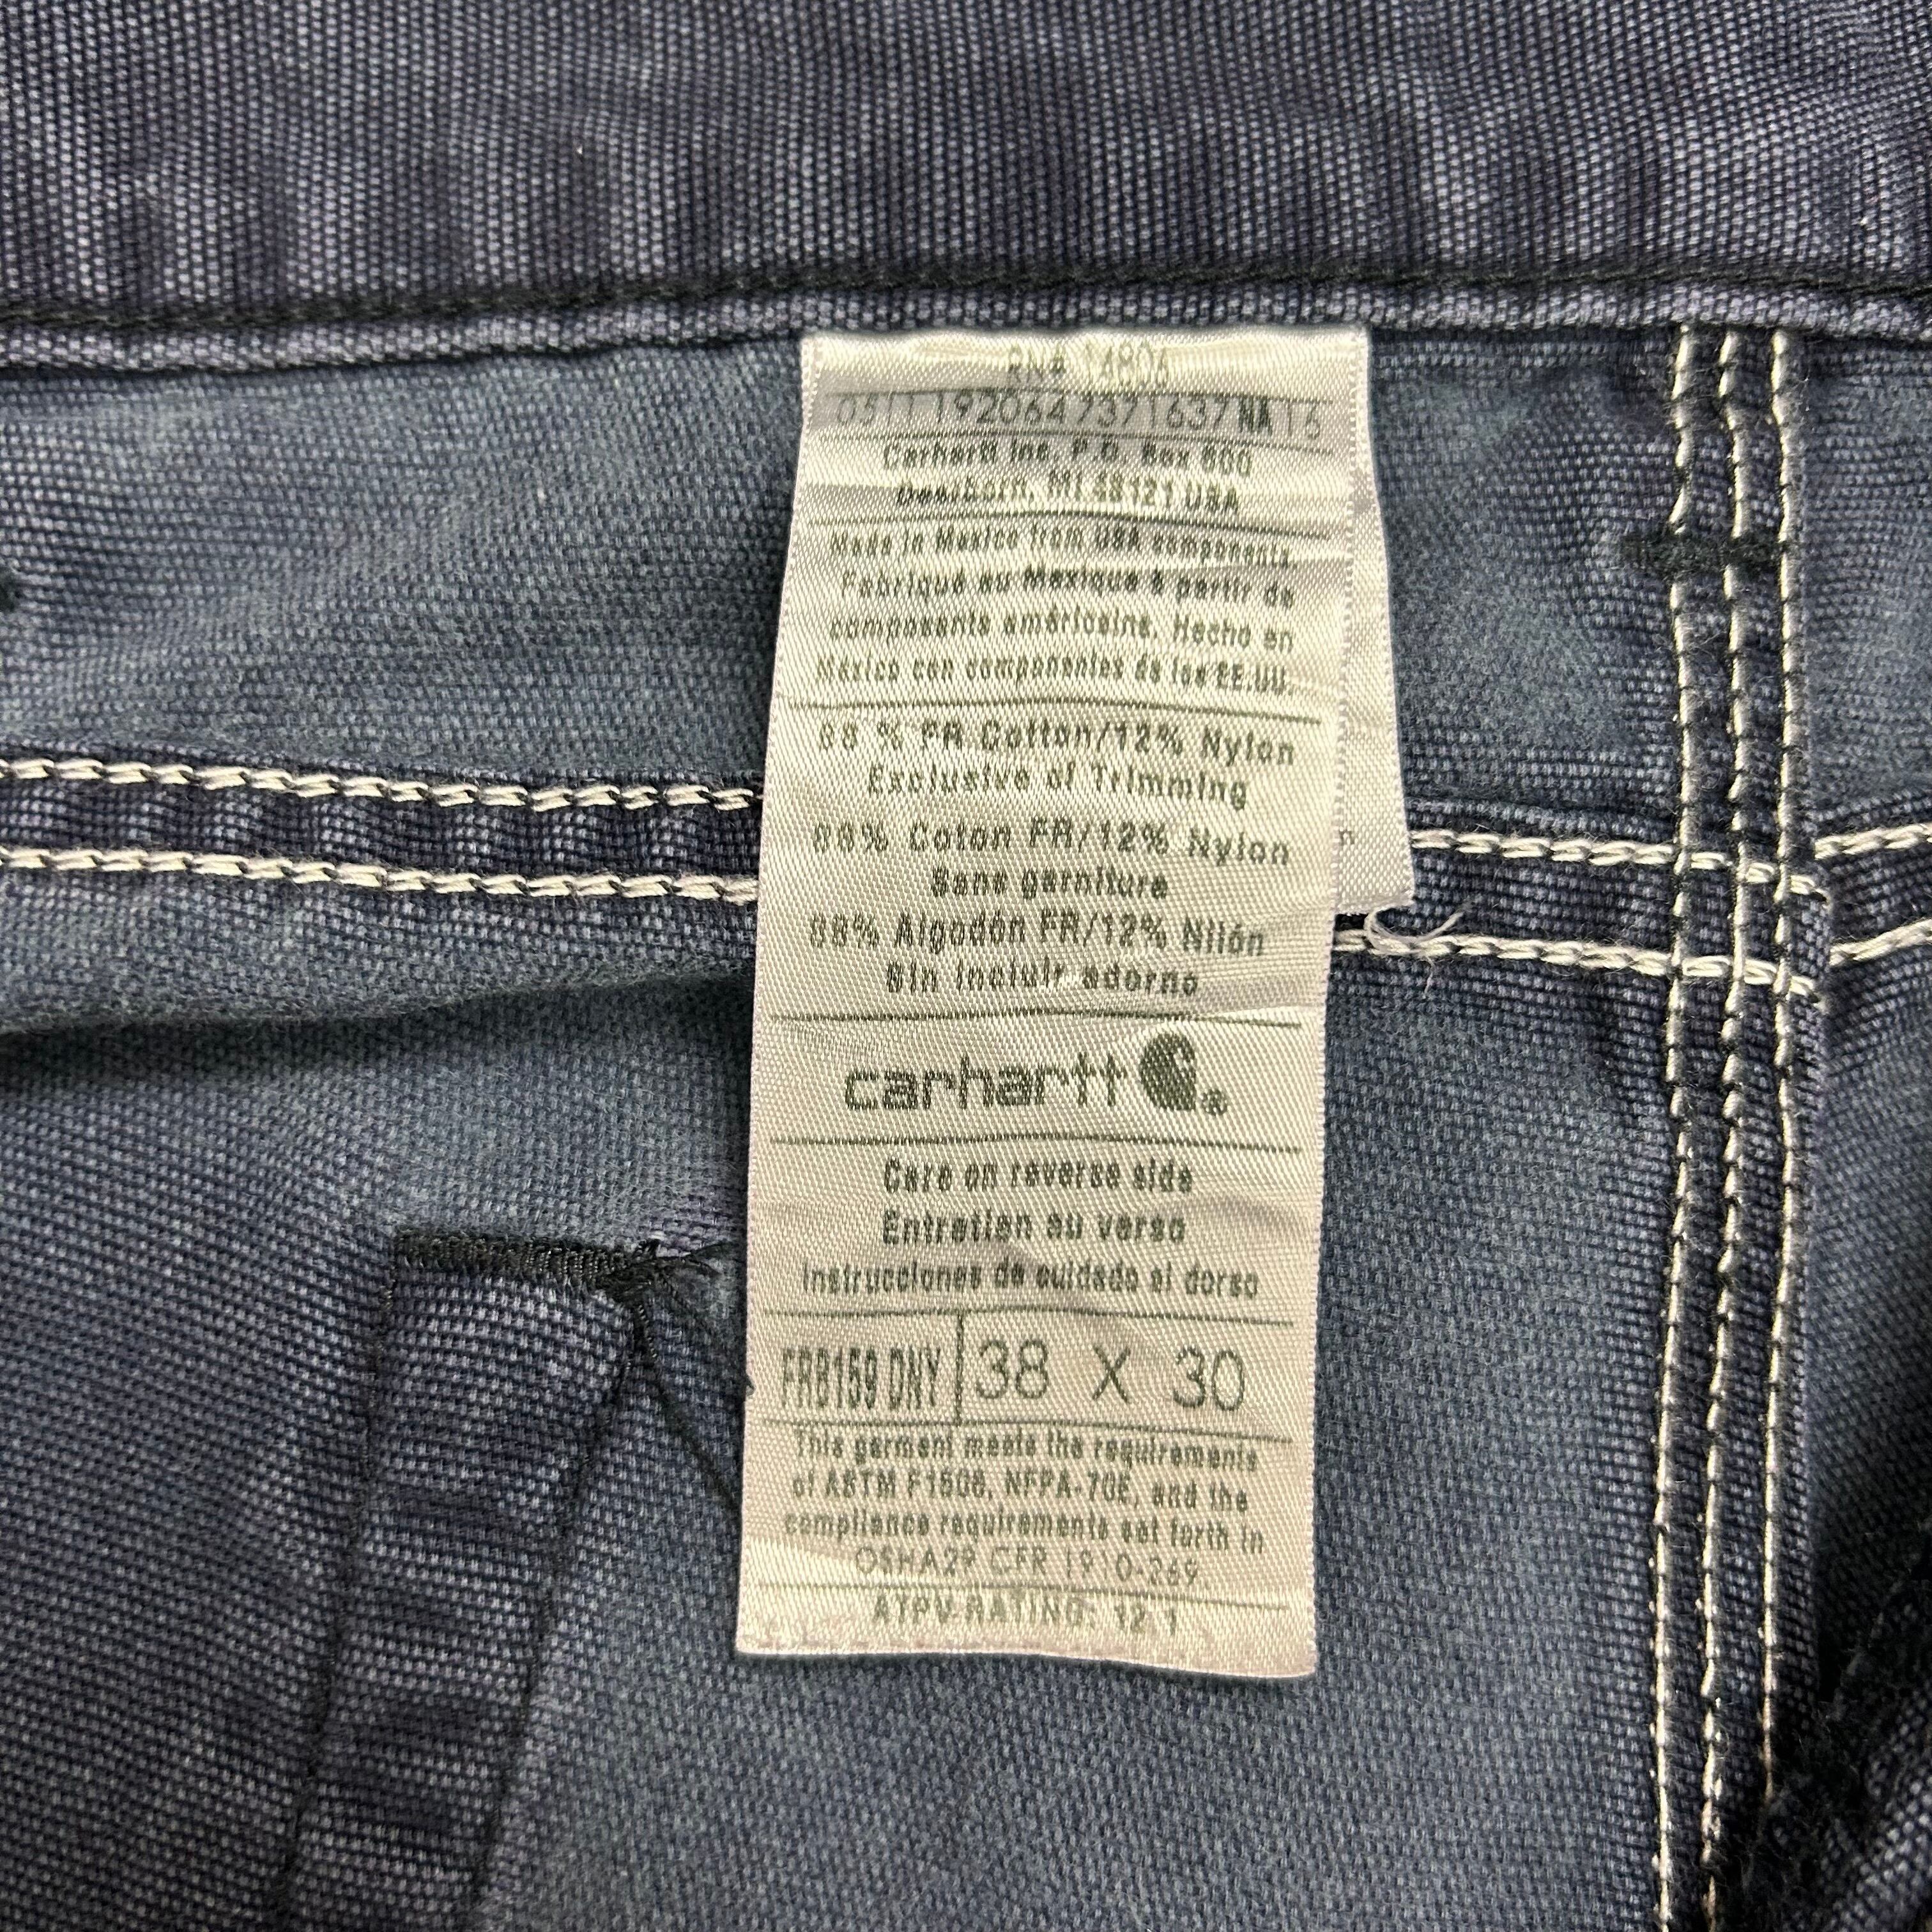 RN# 16806
0311192064737163​7NA16
Carhartt Inc. P.O. Box 600
Dearborn, MI 48121 USA
Made in Mexico from USA components.
Fabriqué au Mexique à partir de
composants américains. Hecho en
México con componentes de los EE.UU.
88 % FR Cotton/12% Nylon
Exclusive of Trimming
88% Coton FR/12% Nylon
Sans garniture
88% Algodón FR/12% Nilón
Sin incluir adorno
carhartt
Care on reverse side
Entretien au verso
Instrucciones de cuidado al dorso
FRB159 DNY 38 X 30
This garment meets the requirements
of ASTM F1506, NFPA-70E, and the
compliance requirements set forth in
OSHA29 CFR 1910-269
ATPV-RATING: 12.1